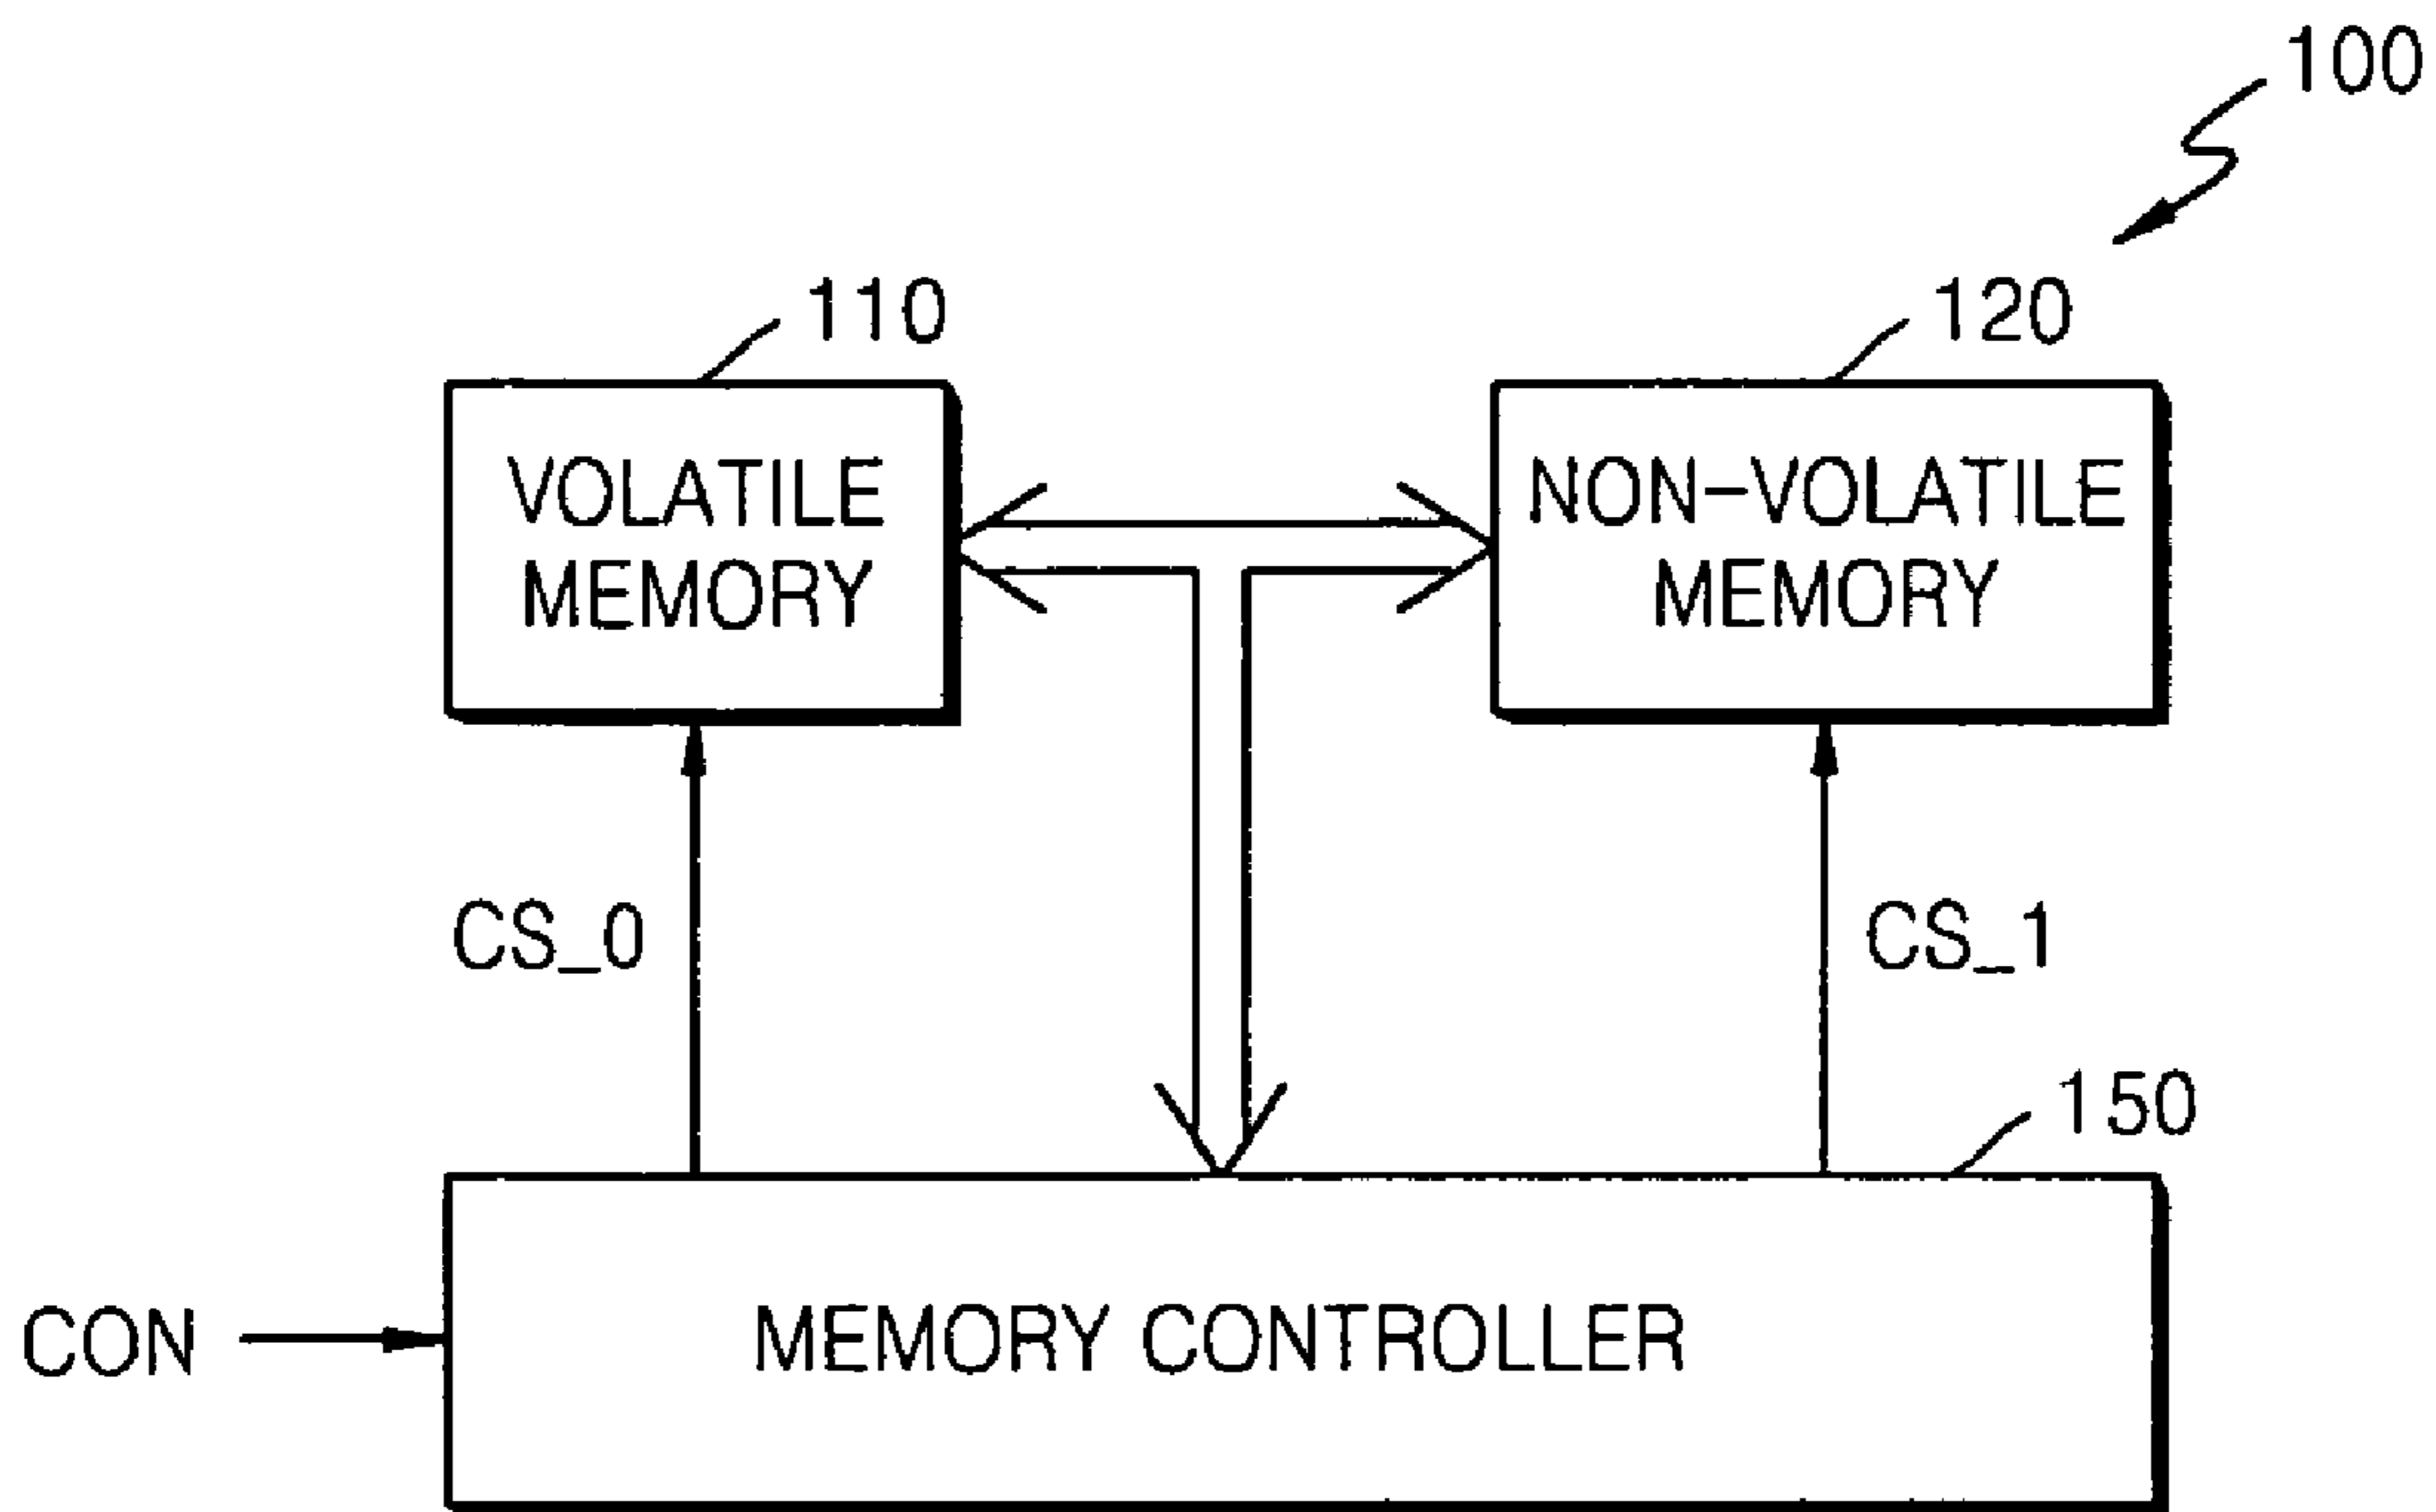 100
110
120
VOLATILE
MEMORY
NON-VOLATILE
MEMORY
CS_0
CS_1
150
CON
MEMORY CONTROLLER